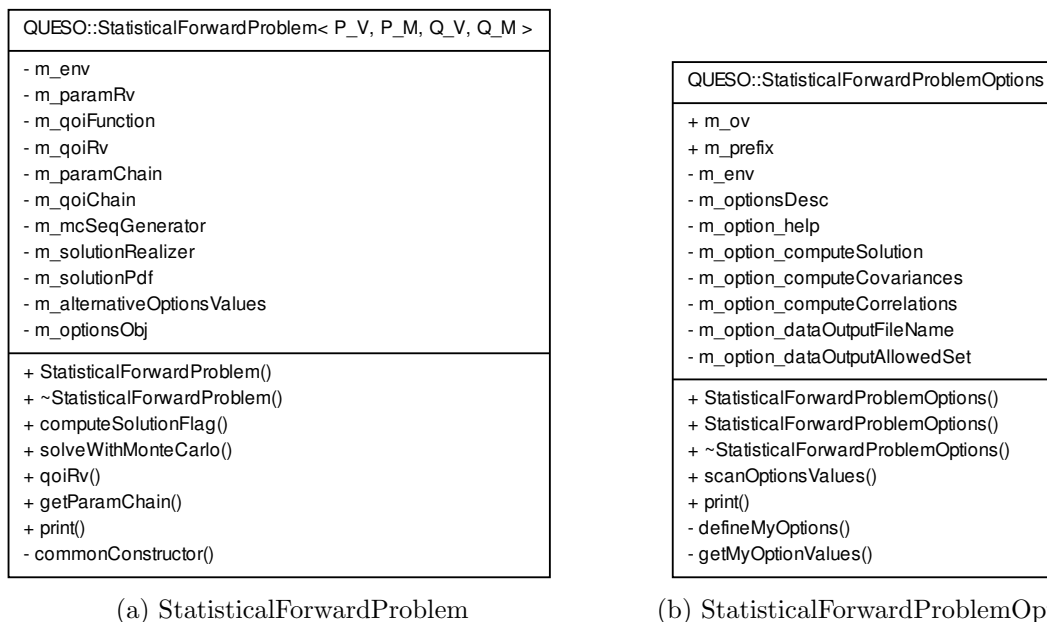 QUESO::StatisticalForwardProblem< P_V, P_M, Q_V, Q_M >
- m_env
- m_paramRv
- m_qoiFunction
- m_qoiRv
- m_paramChain
- m_qoiChain
- m_mcSeqGenerator
- m_solutionRealizer
- m_solutionPdf
- m_alternativeOptionsValues
- m_optionsObj
+ StatisticalForwardProblem()
+ ~StatisticalForwardProblem()
+ computeSolutionFlag()
+ solveWithMonteCarlo()
+ qoiRv()
+ getParamChain()
+ print()
- commonConstructor()
(a) StatisticalForwardProblem
QUESO::StatisticalForwardProblemOptions
+ m_ov
+ m_prefix
- m_env
- m_optionsDesc
- m_option_help
- m_option_computeSolution
- m_option_computeCovariances
- m_option_computeCorrelations
- m_option_dataOutputFileName
- m_option_dataOutputAllowedSet
+ StatisticalForwardProblemOptions()
+ StatisticalForwardProblemOptions()
+ ~StatisticalForwardProblemOptions()
+ scanOptionsValues()
+ print()
- defineMyOptions()
- getMyOptionValues()
(b) StatisticalForwardProblemOp